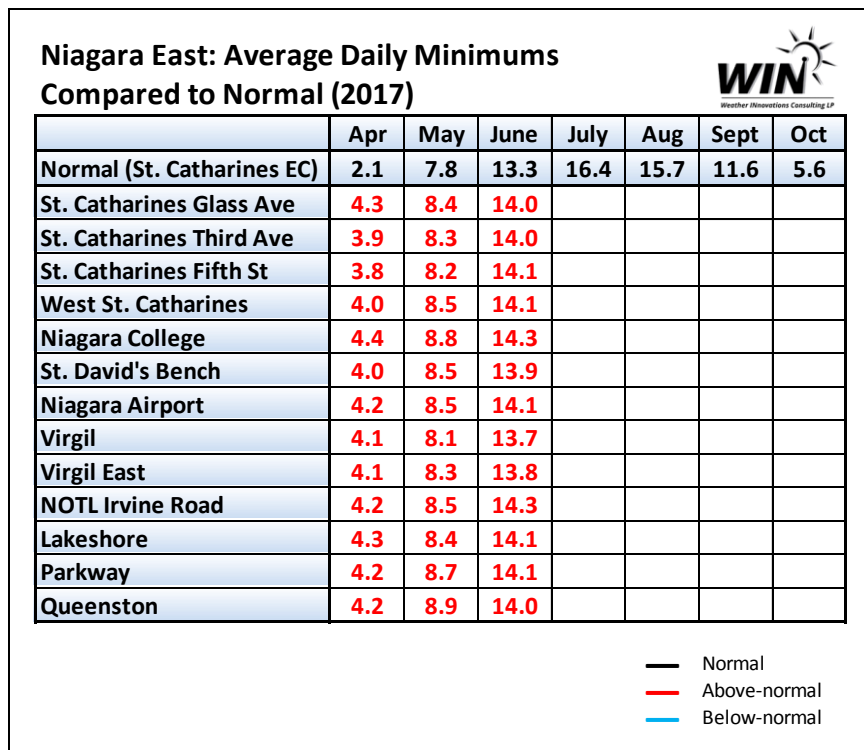 Niagara East: Average Daily Minimums
Compared to Normal (2017)
WIN
Weather INnovations Consulting LP
Apr May June July Aug Sept Oct
Normal (St. Catharines EC) 2.1 7.8 13.3 16.4 15.7 11.6 5.6
St. Catharines Glass Ave 4.3 8.4 14.0
St. Catharines Third Ave 3.9 8.3 14.0
St. Catharines Fifth St 3.8 8.2 14.1
West St. Catharines 4.0 8.5 14.1
Niagara College 4.4 8.8 14.3
St. David's Bench 4.0 8.5 13.9
Niagara Airport 4.2 8.5 14.1
Virgil 4.1 8.1 13.7
Virgil East 4.1 8.3 13.8
NOTL Irvine Road 4.2 8.5 14.3
Lakeshore 4.3 8.4 14.1
Parkway 4.2 8.7 14.1
Queenston 4.2 8.9 14.0
Normal
Above-normal
Below-normal